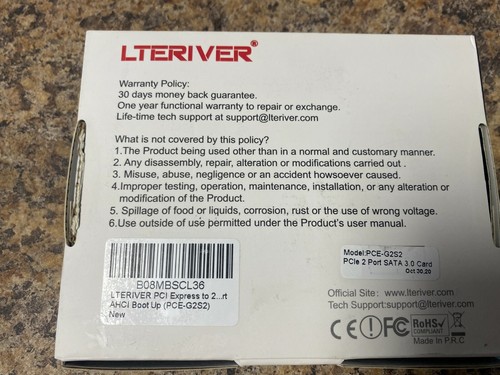 LTERIVER®
Warranty Policy:
30 days money back guarantee.
One year functional warranty to repair or exchange.
Life-time tech support at support@lteriver.com
What is not covered by this policy?
1.The Product being used other than in a normal and customary manner.
2. Any disassembly, repair, alteration or modifications carried out .
3. Misuse, abuse, negligence or an accident howsoever caused.
4.Improper testing, operation, maintenance, installation, or any alteration or
modification of the Product.
5. Spillage of food or liquids, corrosion, rust or the use of wrong voltage.
6.Use outside of use permitted under the Product's user manual.
B08MBSCL36
LTERIVER PCI Express to 2...rt
AHCI Boot Up (PCE-G2S2)
New
Model:PCE-G2S2
PCIe 2 Port SATA 3.0 Card
Oct 30,20
Official Site : www.lteriver.com
Tech Support:support@lteriver.com
CE FC RoHS
COMPLIANT
Made In P.R.C